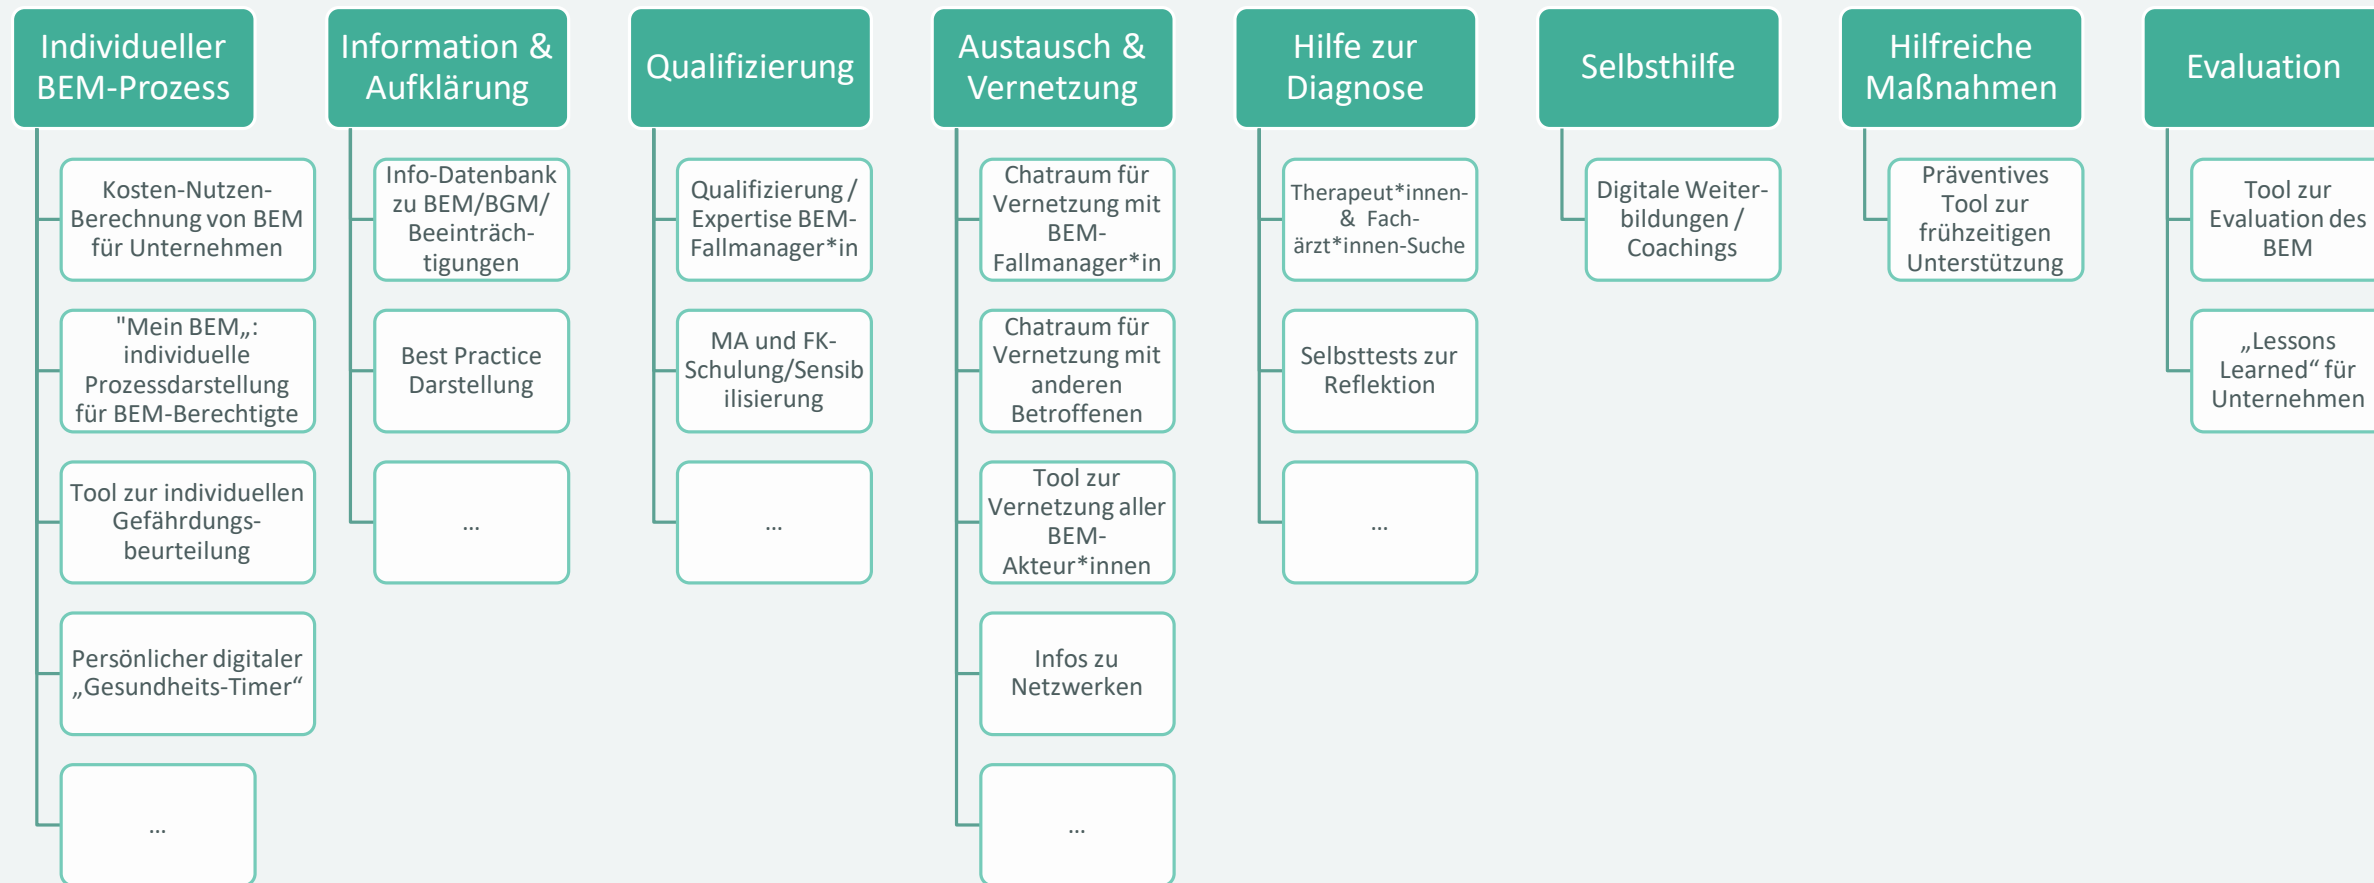 Individueller
BEM-Prozess
Kosten-Nutzen-
Berechnung von BEM
für Unternehmen
"Mein BEM„:
individuelle
Prozessdarstellung
für BEM-Berechtigte
Tool zur individuellen
Gefährdungs-
beurteilung
Persönlicher digitaler
„Gesundheits-Timer“
...
Information &
Aufklärung
Info-Datenbank
zu BEM/BGM/
Beeinträch-
tigungen
Best Practice
Darstellung
...
Qualifizierung
Qualifizierung /
Expertise BEM-
Fallmanager*in
MA und FK-
Schulung/Sensib
ilisierung
...
Austausch &
Vernetzung
Chatraum für
Vernetzung mit
BEM-
Fallmanager*in
Chatraum für
Vernetzung mit
anderen
Betroffenen
Tool zur
Vernetzung aller
BEM-
Akteur*innen
Infos zu
Netzwerken
...
Hilfe zur
Diagnose
Therapeut*innen-
& Fach-
ärzt*innen-Suche
Selbsttests zur
Reflektion
...
Selbsthilfe
Digitale Weiter-
bildungen /
Coachings
Hilfreiche
Maßnahmen
Präventives
Tool zur
frühzeitigen
Unterstützung
Evaluation
Tool zur
Evaluation des
BEM
„Lessons
Learned“ für
Unternehmen